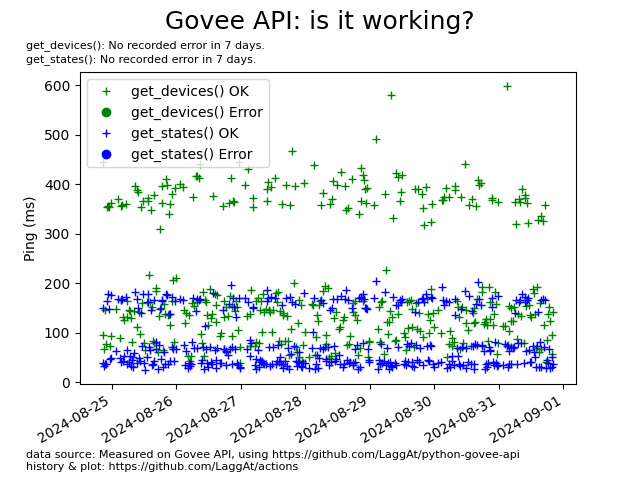 Govee API: is it working?
get_devices(): No recorded error in 7 days.
get_states(): No recorded error in 7 days.
get_devices() OK
get_devices() Error
get_states() OK
get_states() Error
Ping (ms)
600
500
400
300
200
100
0
2024-08-25
2024-08-26
2024-08-27
2024-08-28
2024-08-29
2024-08-30
2024-08-31
2024-09-01
data source: Measured on Govee API, using https://github.com/LaggAt/python-govee-api
history & plot: https://github.com/LaggAt/actions